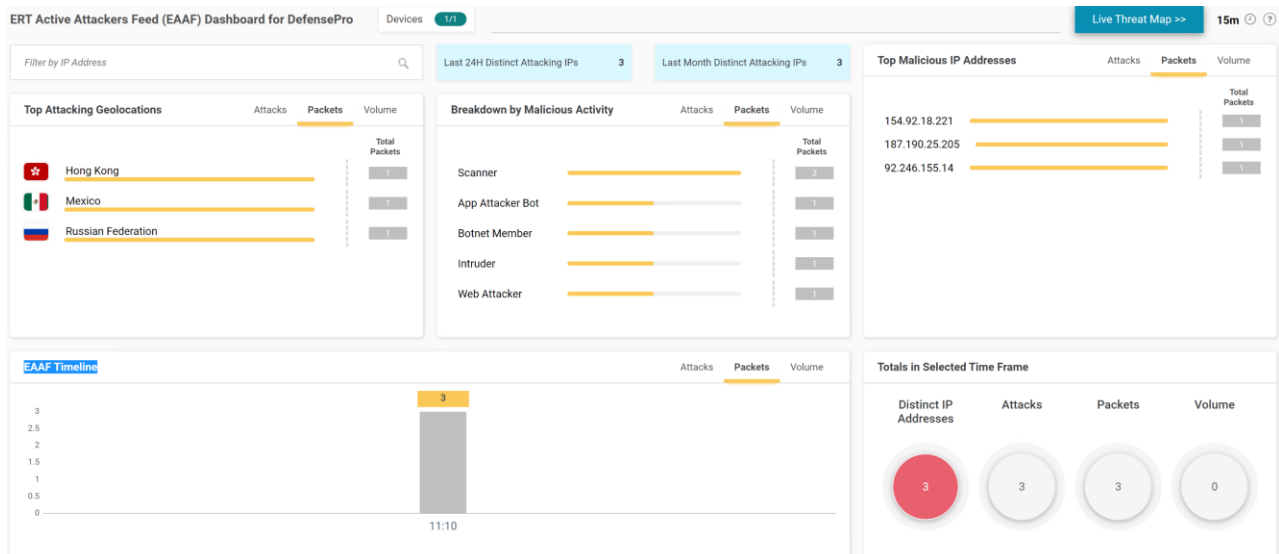 ERT Active Attackers Feed (EAAF) Dashboard for DefensePro
Devices 1/1
Live Threat Map >>
15m
?
Filter by IP Address
Last 24H Distinct Attacking IPs 3
Last Month Distinct Attacking IPs 3
Top Malicious IP Addresses
Attacks Packets Volume
Total
Packets
154.92.18.221 1
187.190.25.205 1
92.246.155.14 1
Top Attacking Geolocations
Attacks Packets Volume
Total
Packets
Hong Kong 1
Mexico 1
Russian Federation 1
Breakdown by Malicious Activity
Attacks Packets Volume
Total
Packets
Scanner 2
App Attacker Bot 1
Botnet Member 1
Intruder 1
Web Attacker 1
EAAF Timeline
Attacks Packets Volume
3
3
2.5
2
1.5
1
0.5
0
11:10
Totals in Selected Time Frame
Distinct IP
Addresses
Attacks
Packets
Volume
3
3
3
0